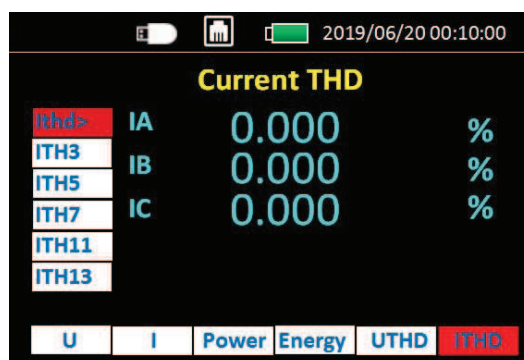 2019/06/20 00:10:00
Current THD
Ithd>
ITH3
ITH5
ITH7
ITH11
ITH13
IA 0.000 %
IB 0.000 %
IC 0.000 %
U I Power Energy UTHD ITHD